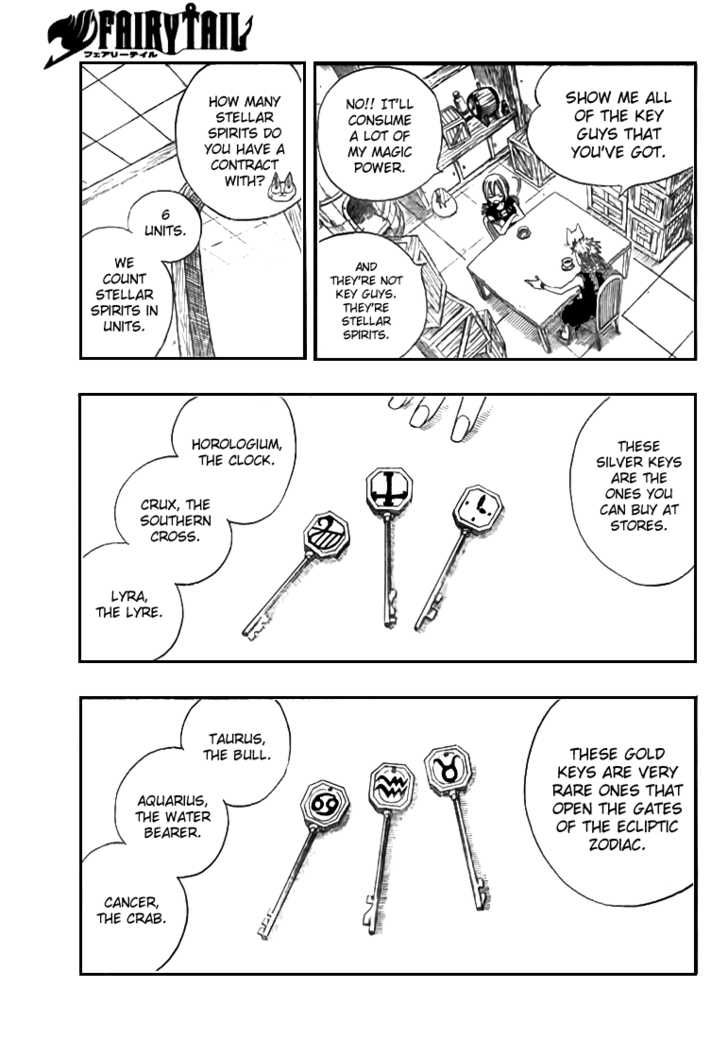 FAIRY TAIL
フェアリーテイル
SHOW ME ALL
OF THE KEY
GUYS THAT
YOU'VE GOT.
NO!! IT'LL
CONSUME
A LOT OF
MY MAGIC
POWER.
AND
THEY'RE NOT
KEY GUYS.
THEY'RE
STELLAR
SPIRITS.
HOW MANY
STELLAR
SPIRITS DO
YOU HAVE A
CONTRACT
WITH?
6
UNITS.
WE
COUNT
STELLAR
SPIRITS IN
UNITS.
THESE
SILVER KEYS
ARE THE
ONES YOU
CAN BUY AT
STORES.
HOROLOGIUM,
THE CLOCK.
CRUX, THE
SOUTHERN
CROSS.
LYRA,
THE LYRE.
THESE GOLD
KEYS ARE VERY
RARE ONES THAT
OPEN THE GATES
OF THE ECLIPTIC
ZODIAC.
TAURUS,
THE BULL.
AQUARIUS,
THE WATER
BEARER.
CANCER,
THE CRAB.